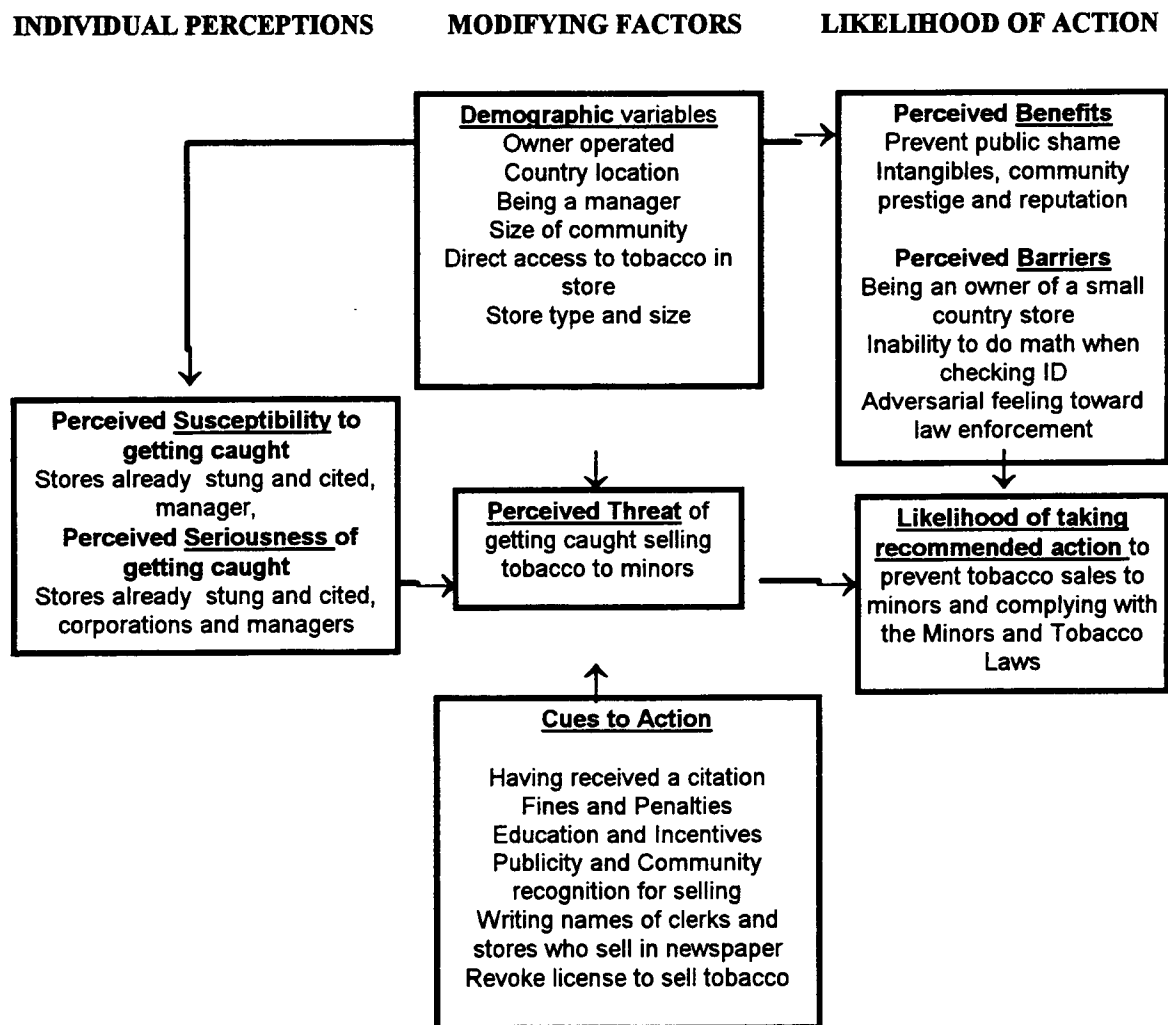 INDIVIDUAL PERCEPTIONS
MODIFYING FACTORS
LIKELIHOOD OF ACTION
Demographic variables
Owner operated
Country location
Being a manager
Size of community
Direct access to tobacco in
store
Store type and size
Perceived Benefits
Prevent public shame
Intangibles, community
prestige and reputation
Perceived Barriers
Being an owner of a small
country store
Inability to do math when
checking ID
Adversarial feeling toward
law enforcement
Perceived Susceptibility to
getting caught
Stores already stung and cited,
manager,
Perceived Seriousness of
getting caught
Stores already stung and cited,
corporations and managers
Perceived Threat of
getting caught selling
tobacco to minors
Likelihood of taking
recommended action to
prevent tobacco sales to
minors and complying with
the Minors and Tobacco
Laws
Cues to Action
Having received a citation
Fines and Penalties
Education and Incentives
Publicity and Community
recognition for selling
Writing names of clerks and
stores who sell in newspaper
Revoke license to sell tobacco